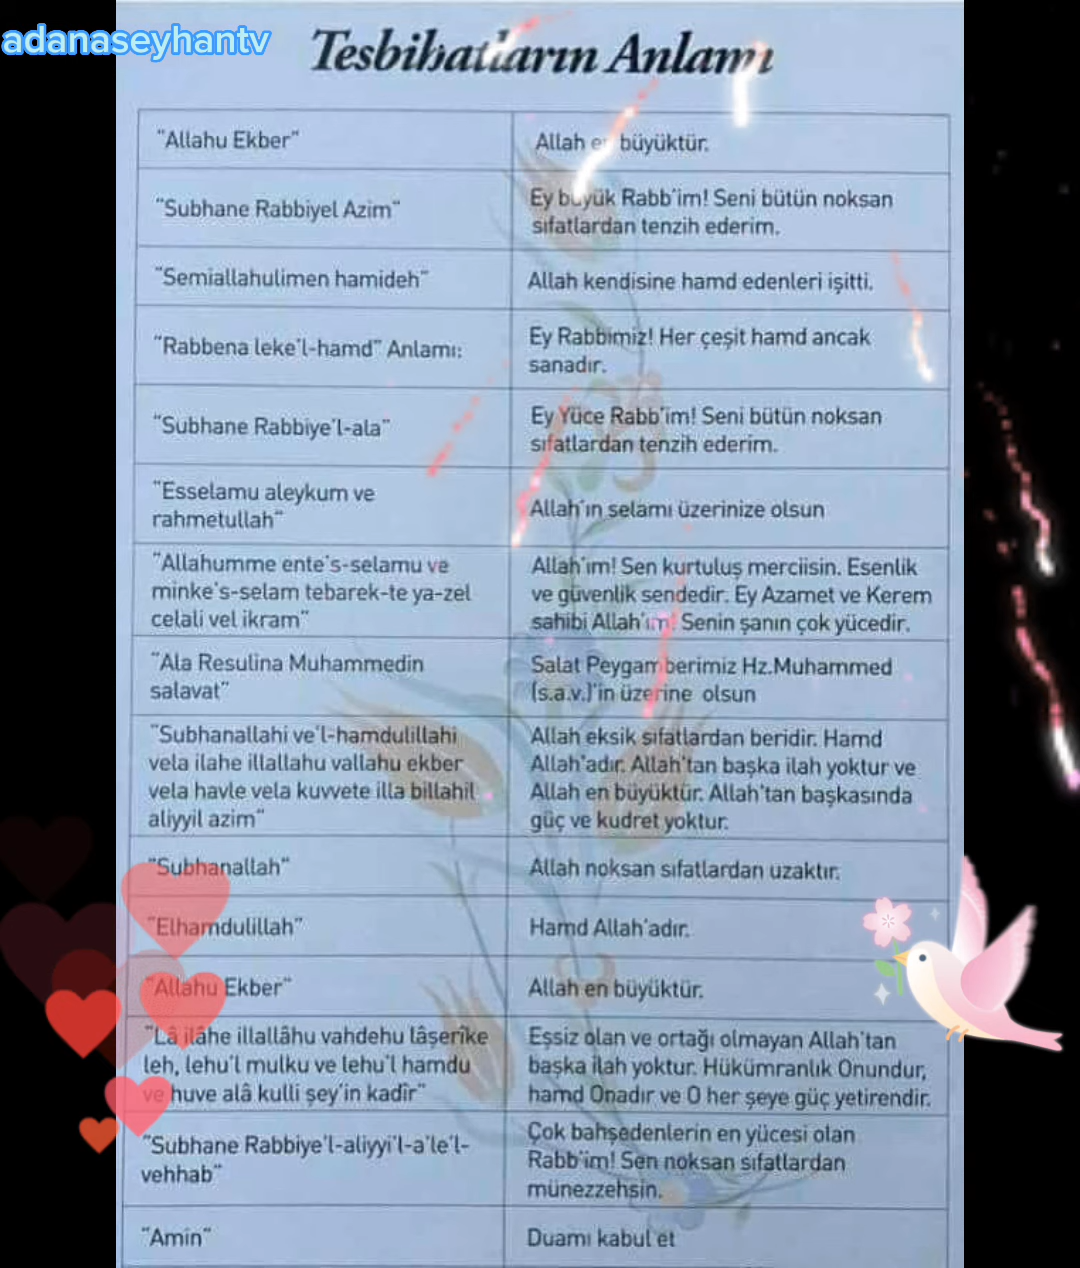 adanaseyhantv
Tesbihatların Anlamı
"Allahu Ekber"
Allah en büyüktür.
"Subhane Rabbiyel Azim"
Ey büyük Rabb'im! Seni bütün noksan
sıfatlardan tenzih ederim.
"Semiallahulimen hamideh"
Allah kendisine hamd edenleri işitti.
"Rabbena leke'l-hamd" Anlamı:
Ey Rabbimiz! Her çeşit hamd ancak
sanadır.
"Subhane Rabbiye'l-ala"
Ey Yüce Rabb'im! Seni bütün noksan
sıfatlardan tenzih ederim.
"Esselamu aleykum ve
rahmetullah"
Allah'ın selamı üzerinize olsun
"Allahumme ente's-selamu ve
minke's-selam tebarek-te ya-zel
celali vel ikram"
Allah'ım! Sen kurtuluş merciisin. Esenlik
ve güvenlik sendedir. Ey Azamet ve Kerem
sahibi Allah'ım! Senin şanın çok yücedir.
"Ala Resulina Muhammedin
salavat"
Salat Peygamberimiz Hz.Muhammed
(s.a.v.)'in üzerine olsun
"Subhanallahi ve'l-hamdulillahi
vela ilahe illallahu vallahu ekber
vela havle vela kuvvete illa billahil
aliyyil azim"
Allah eksik sıfatlardan beridir. Hamd
Allah'adır. Allah'tan başka ilah yoktur ve
Allah en büyüktür. Allah'tan başkasında
güç ve kudret yoktur.
"Subhanallah"
Allah noksan sıfatlardan uzaktır.
"Elhamdulillah"
Hamd Allah'adır.
"Allahu Ekber"
Allah en büyüktür.
"Lâ ilâhe illallâhu vahdehu lâşerîke
leh, lehu'l mulku ve lehu'l hamdu
ve huve alâ kulli şey'in kadîr"
Eşsiz olan ve ortağı olmayan Allah'tan
başka ilah yoktur. Hükümranlık Onundur,
hamd Onadır ve O her şeye güç yetirendir.
"Subhane Rabbiye'l-aliyyi'l-a'le'l-
vehhab"
Çok bahşedenlerin en yücesi olan
Rabb'im! Sen noksan sıfatlardan
münezzehsin.
"Amin"
Duamı kabul et